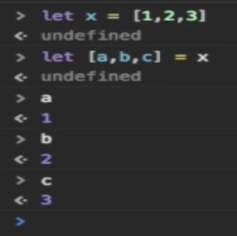 > let x = [1,2,3]
<· undefined
> let [a,b,c] = x
<· undefined
> a
<· 1
> b
<· 2
> c
<· 3
>